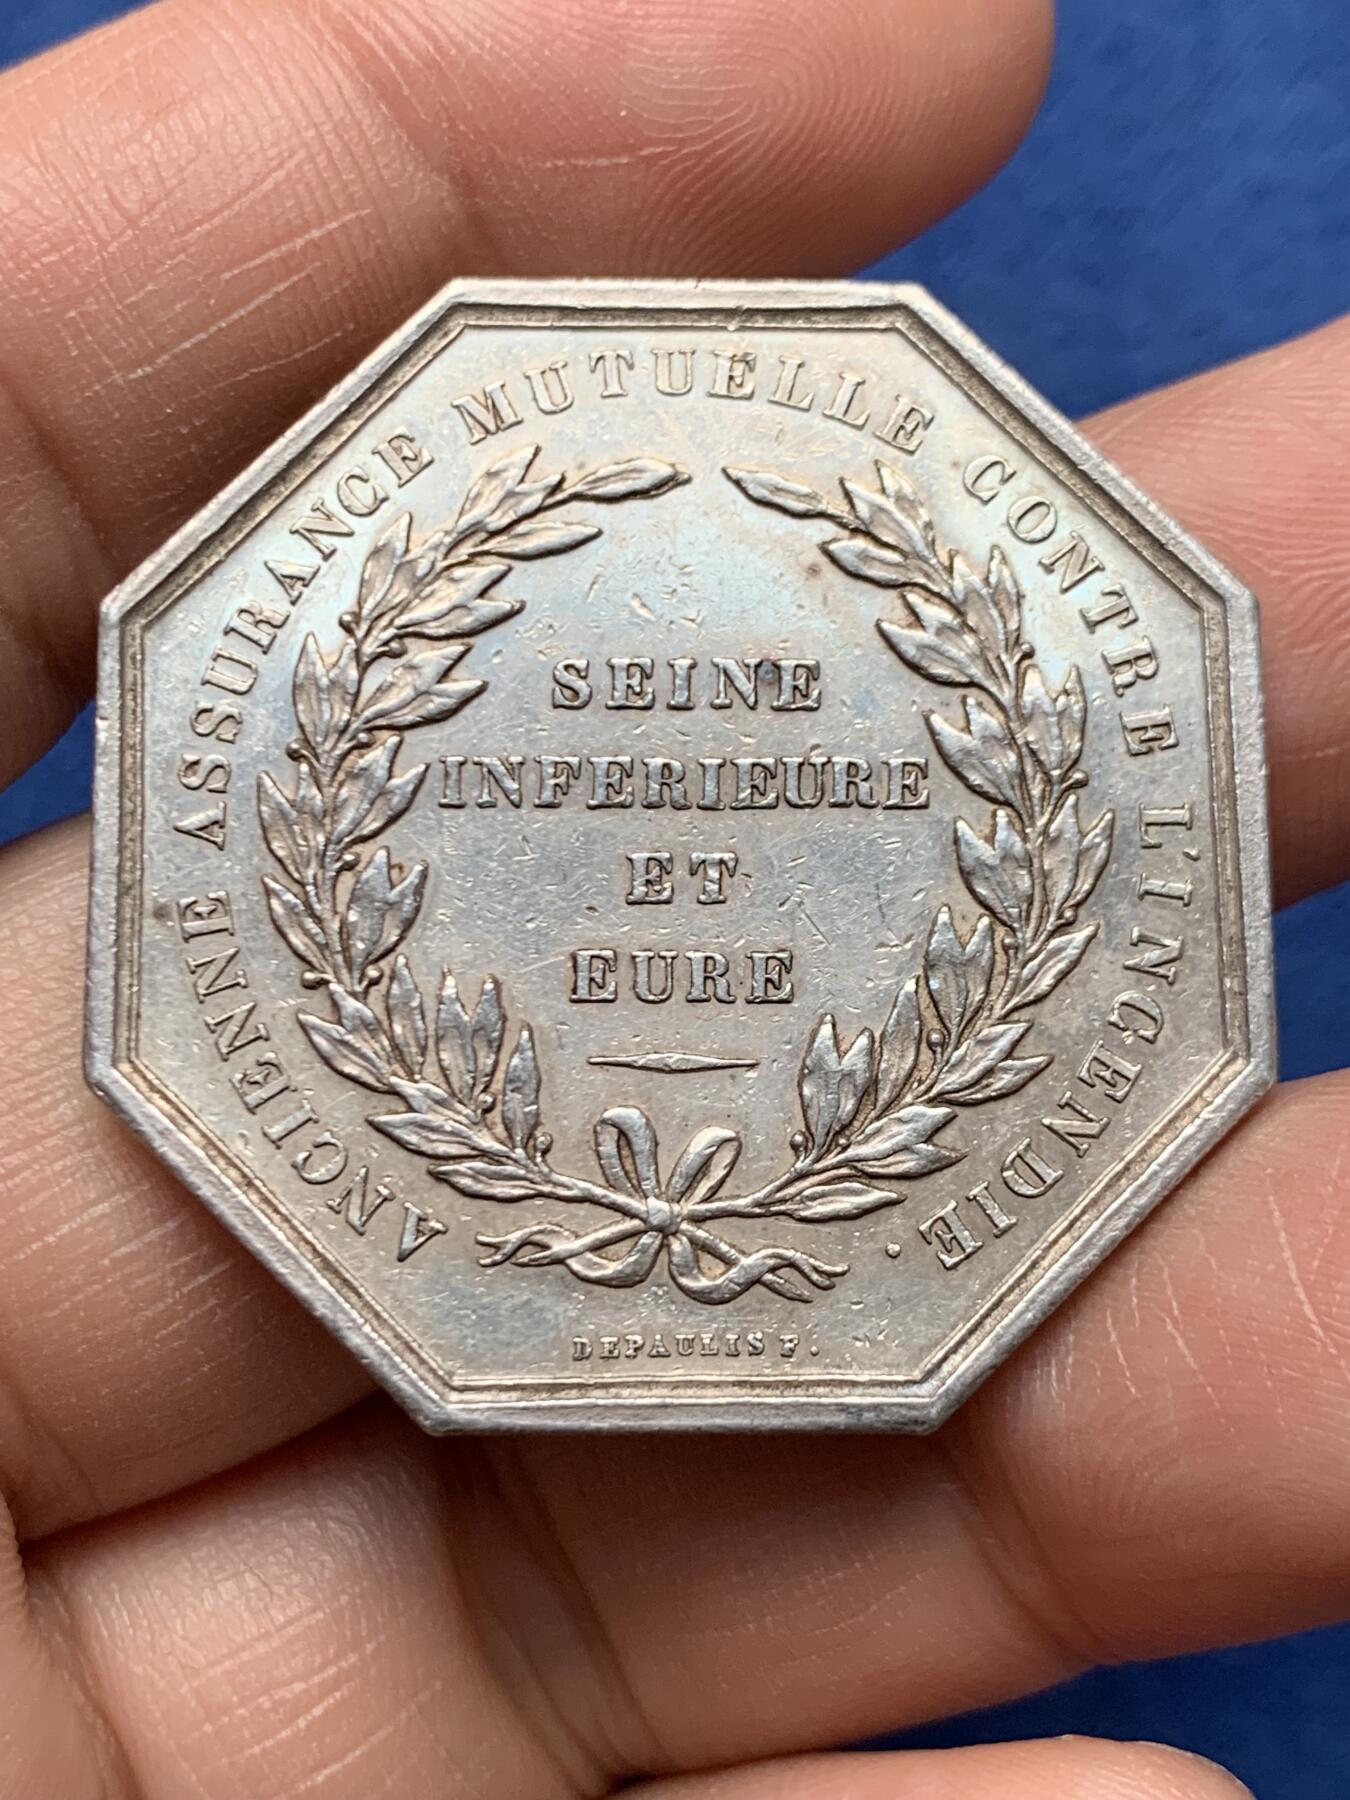 ANCIENNE ASSURANCE MUTUELLE CONTRE L'INCENDIE.
SEINE
INFERIEURE
ET
EURE
DEPAULIS F.